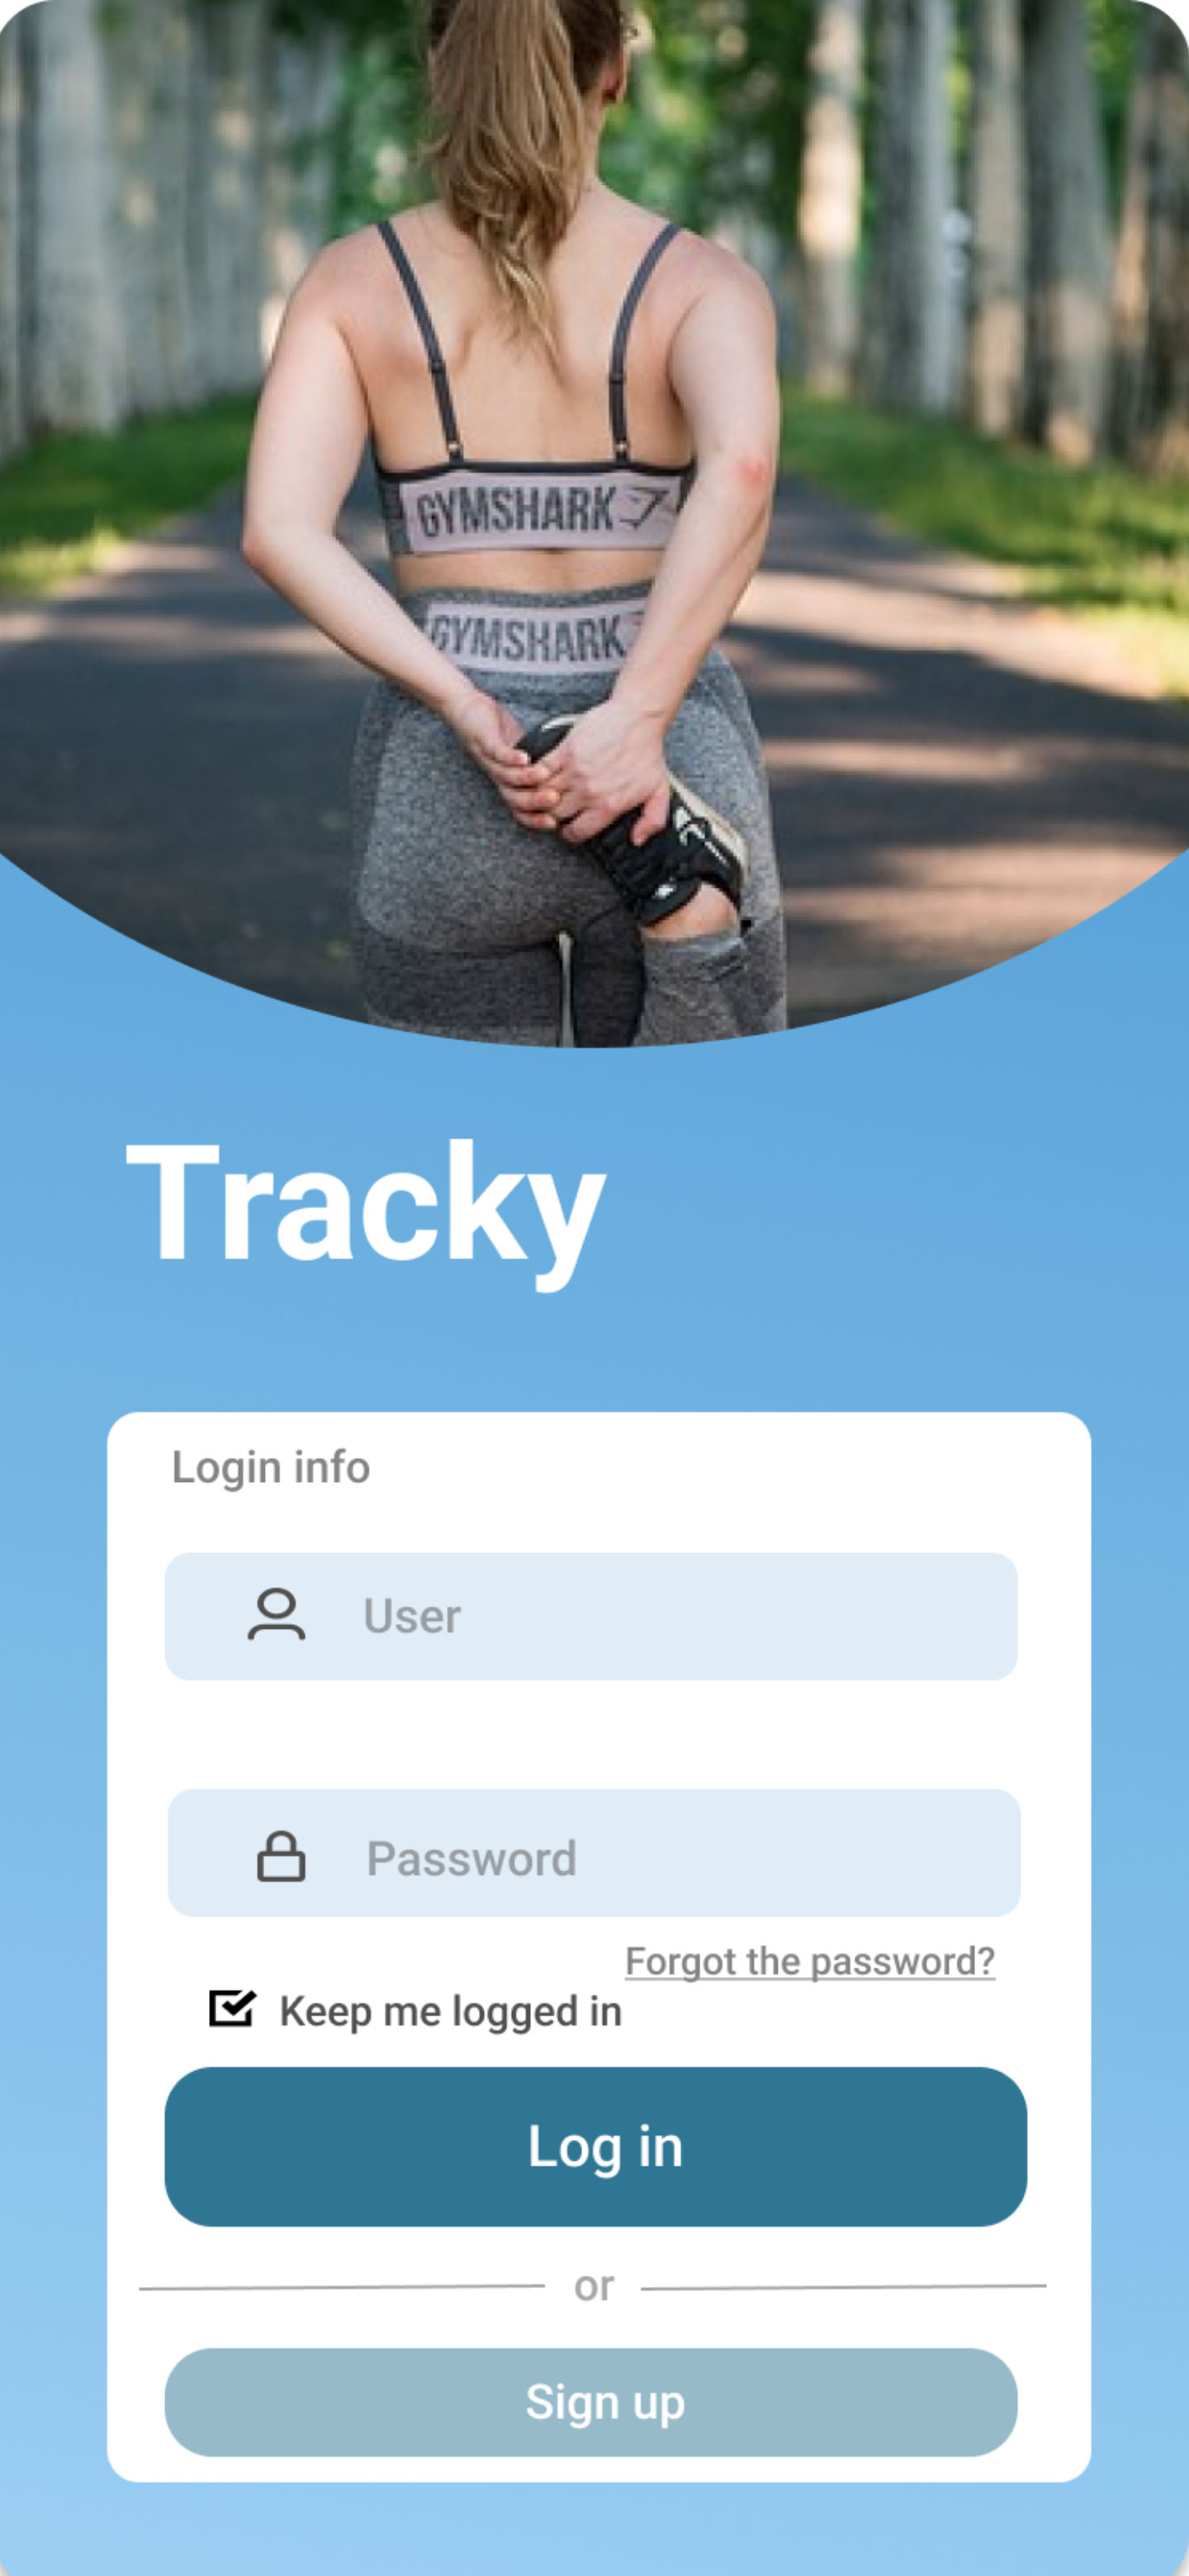 GYMSHARK
GYMSHARK
Tracky
Login info
User
Password
Forgot the password?
Keep me logged in
Log in
or
Sign up